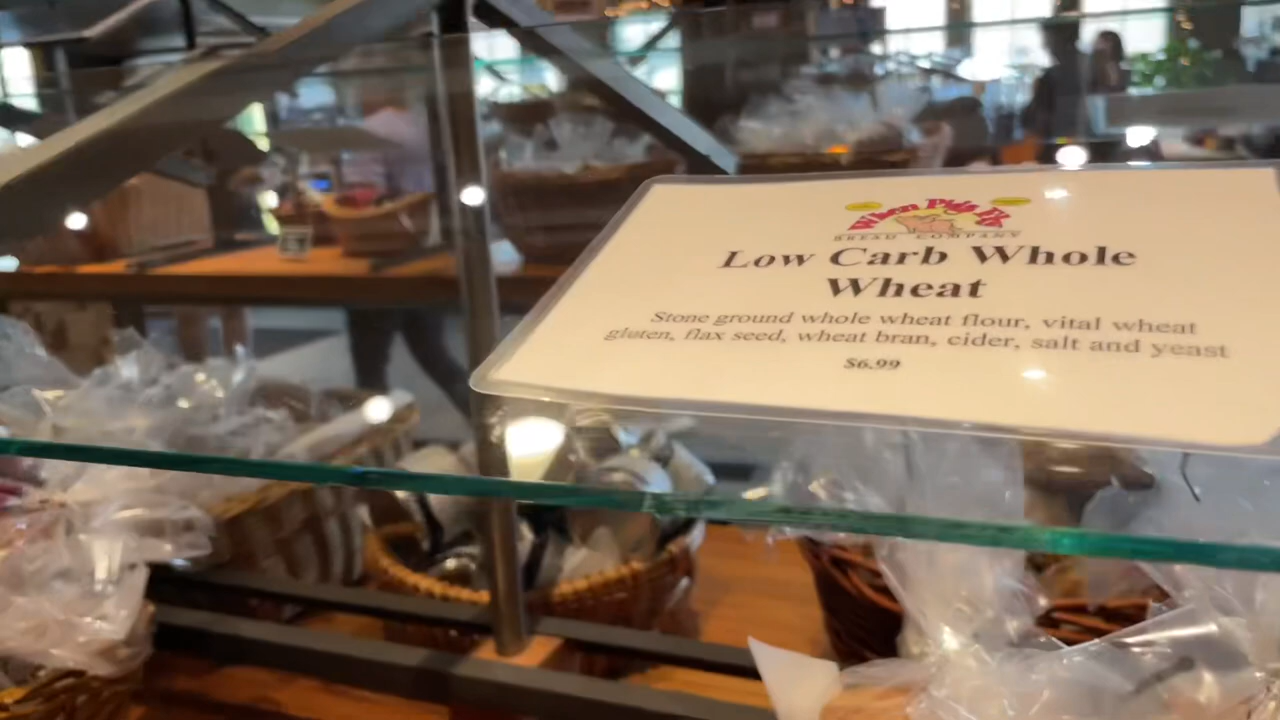 When Pigs Fly
BREAD COMPANY
Low Carb Whole
Wheat
Stone ground whole wheat flour, vital wheat
gluten, flax seed, wheat bran, cider, salt and yeast
$6.99